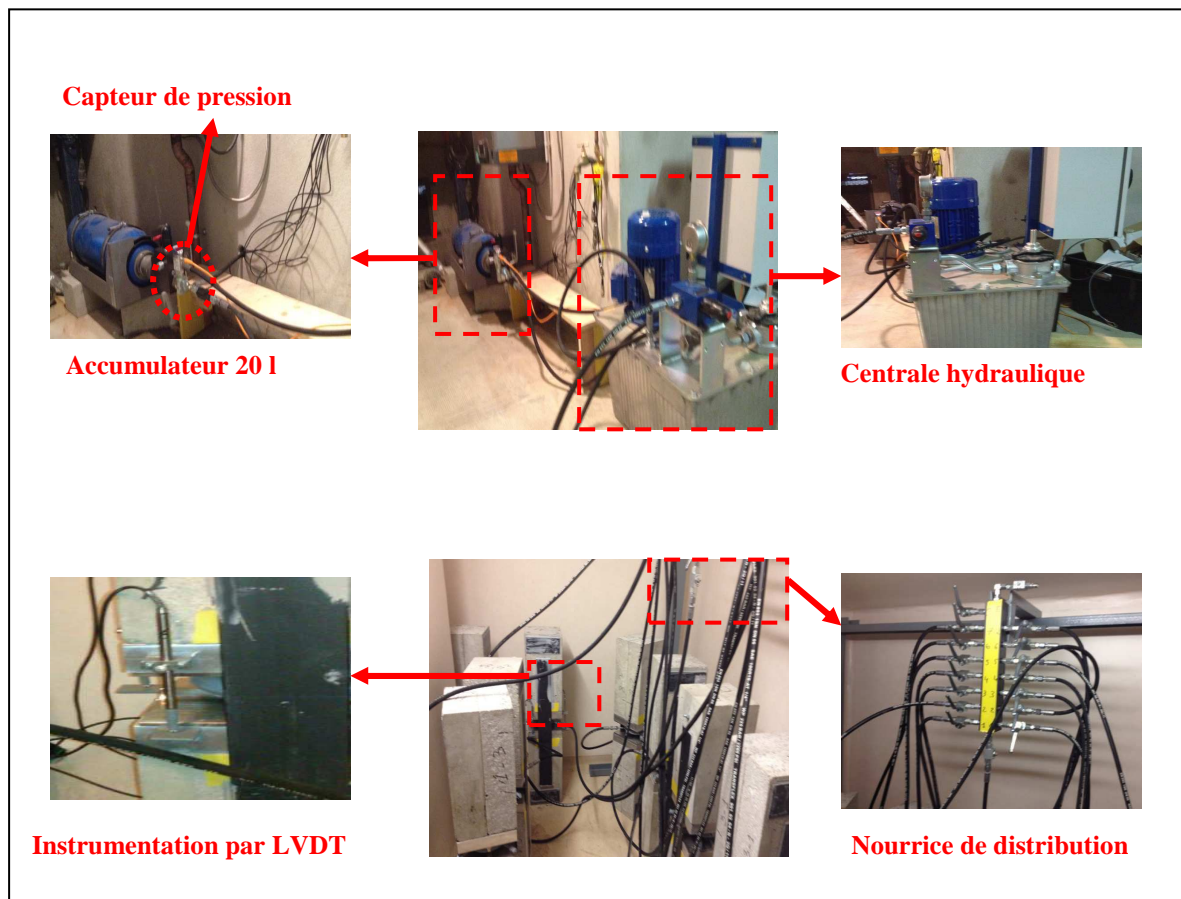 Capteur de pression
Accumulateur 20 l
Centrale hydraulique
Instrumentation par LVDT
Nourrice de distribution